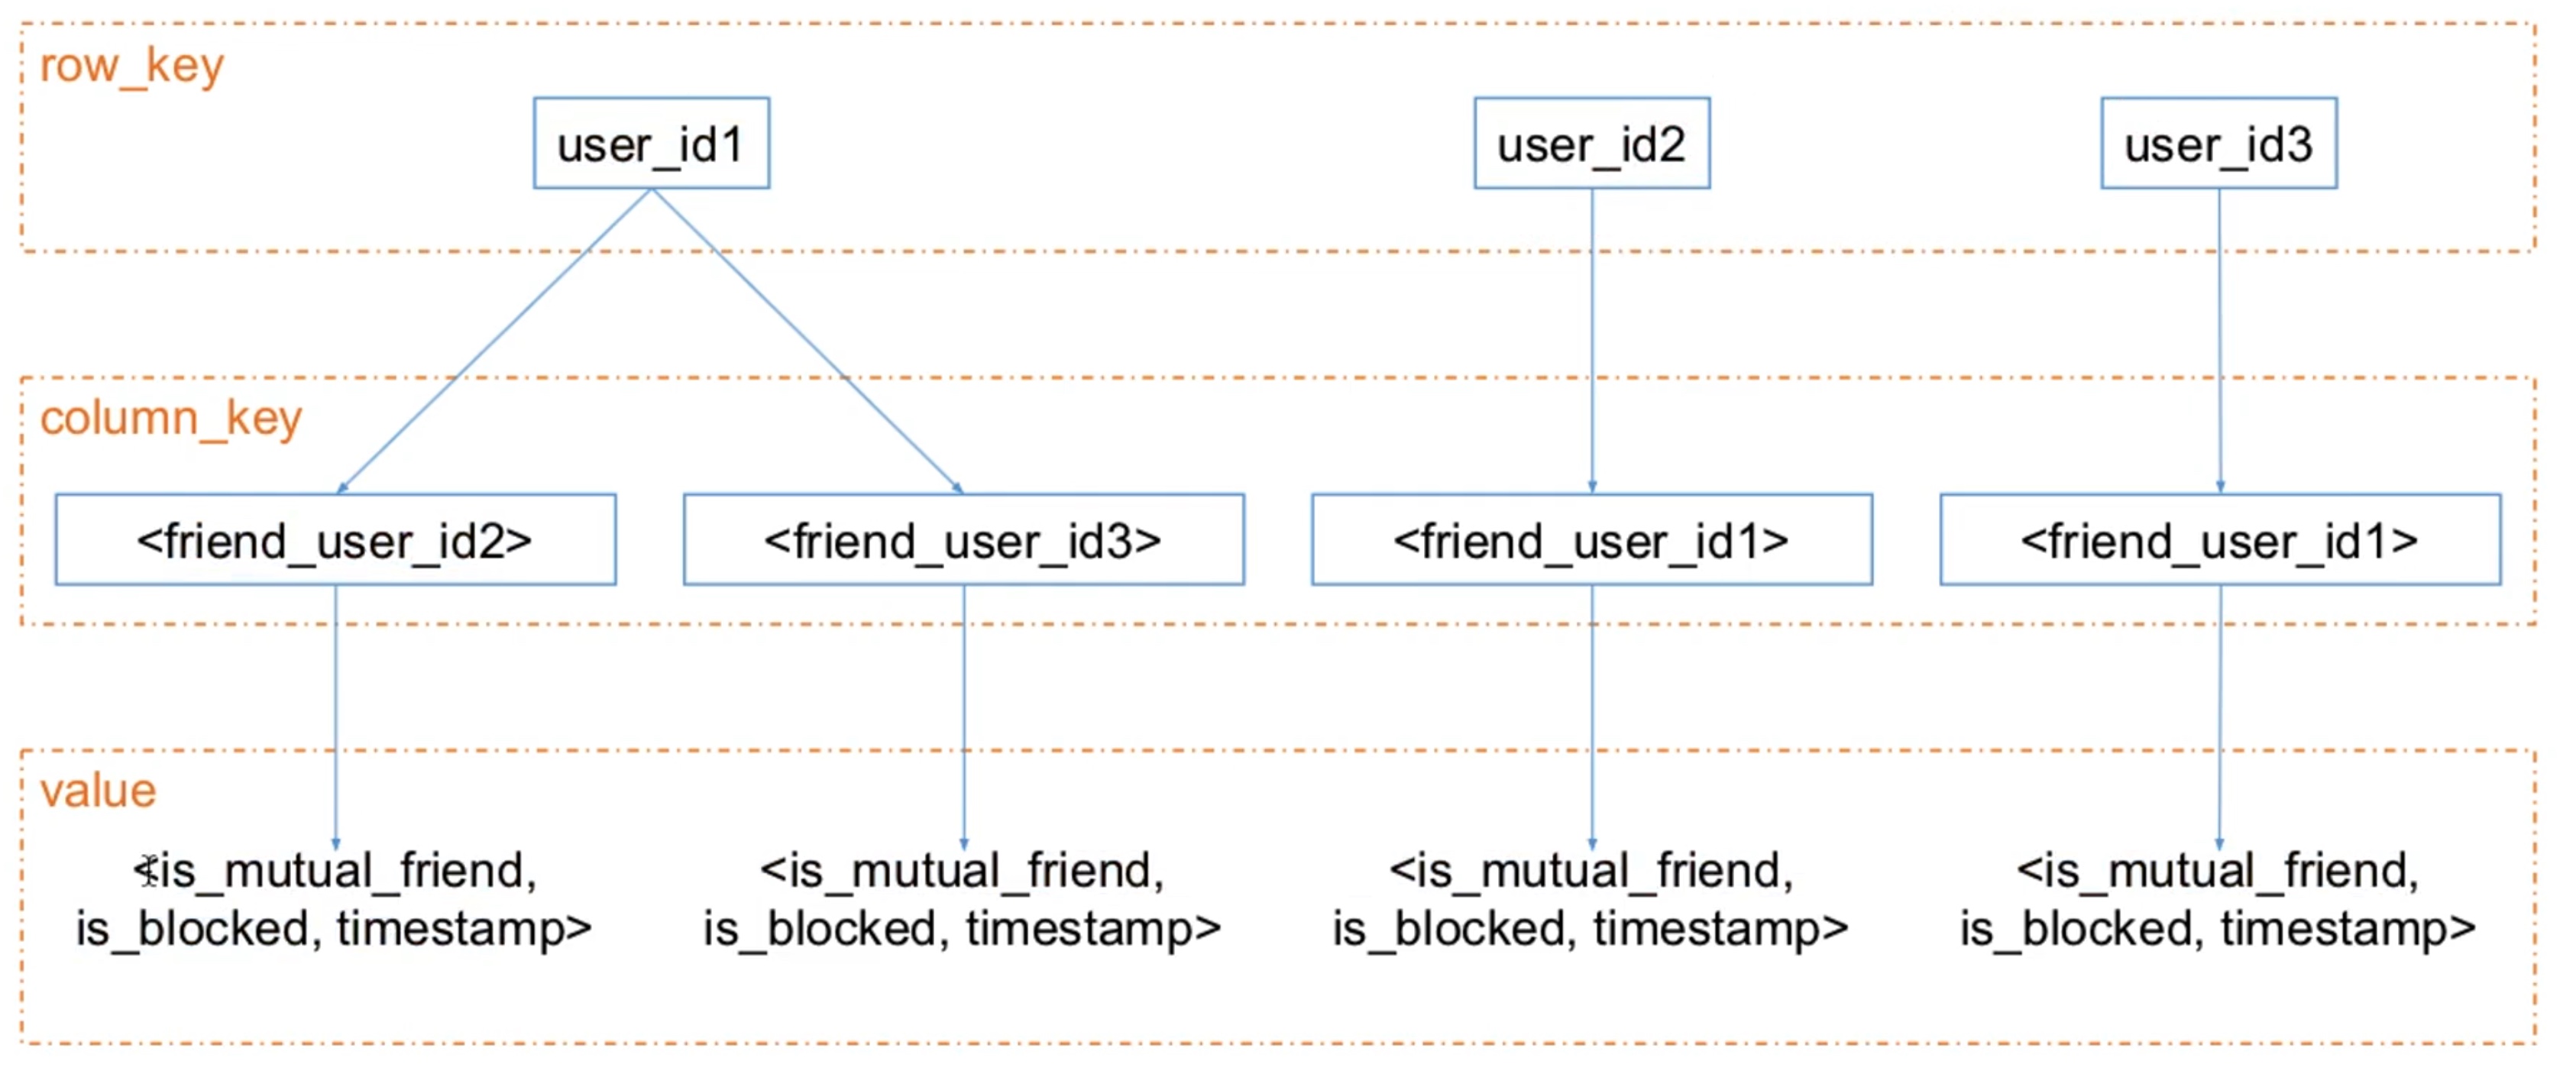 row_key
user_id1
user_id2
user_id3
column_key
<friend_user_id2>
<friend_user_id3>
<friend_user_id1>
<friend_user_id1>
value
<is_mutual_friend,
is_blocked, timestamp>
<is_mutual_friend,
is_blocked, timestamp>
<is_mutual_friend,
is_blocked, timestamp>
<is_mutual_friend,
is_blocked, timestamp>